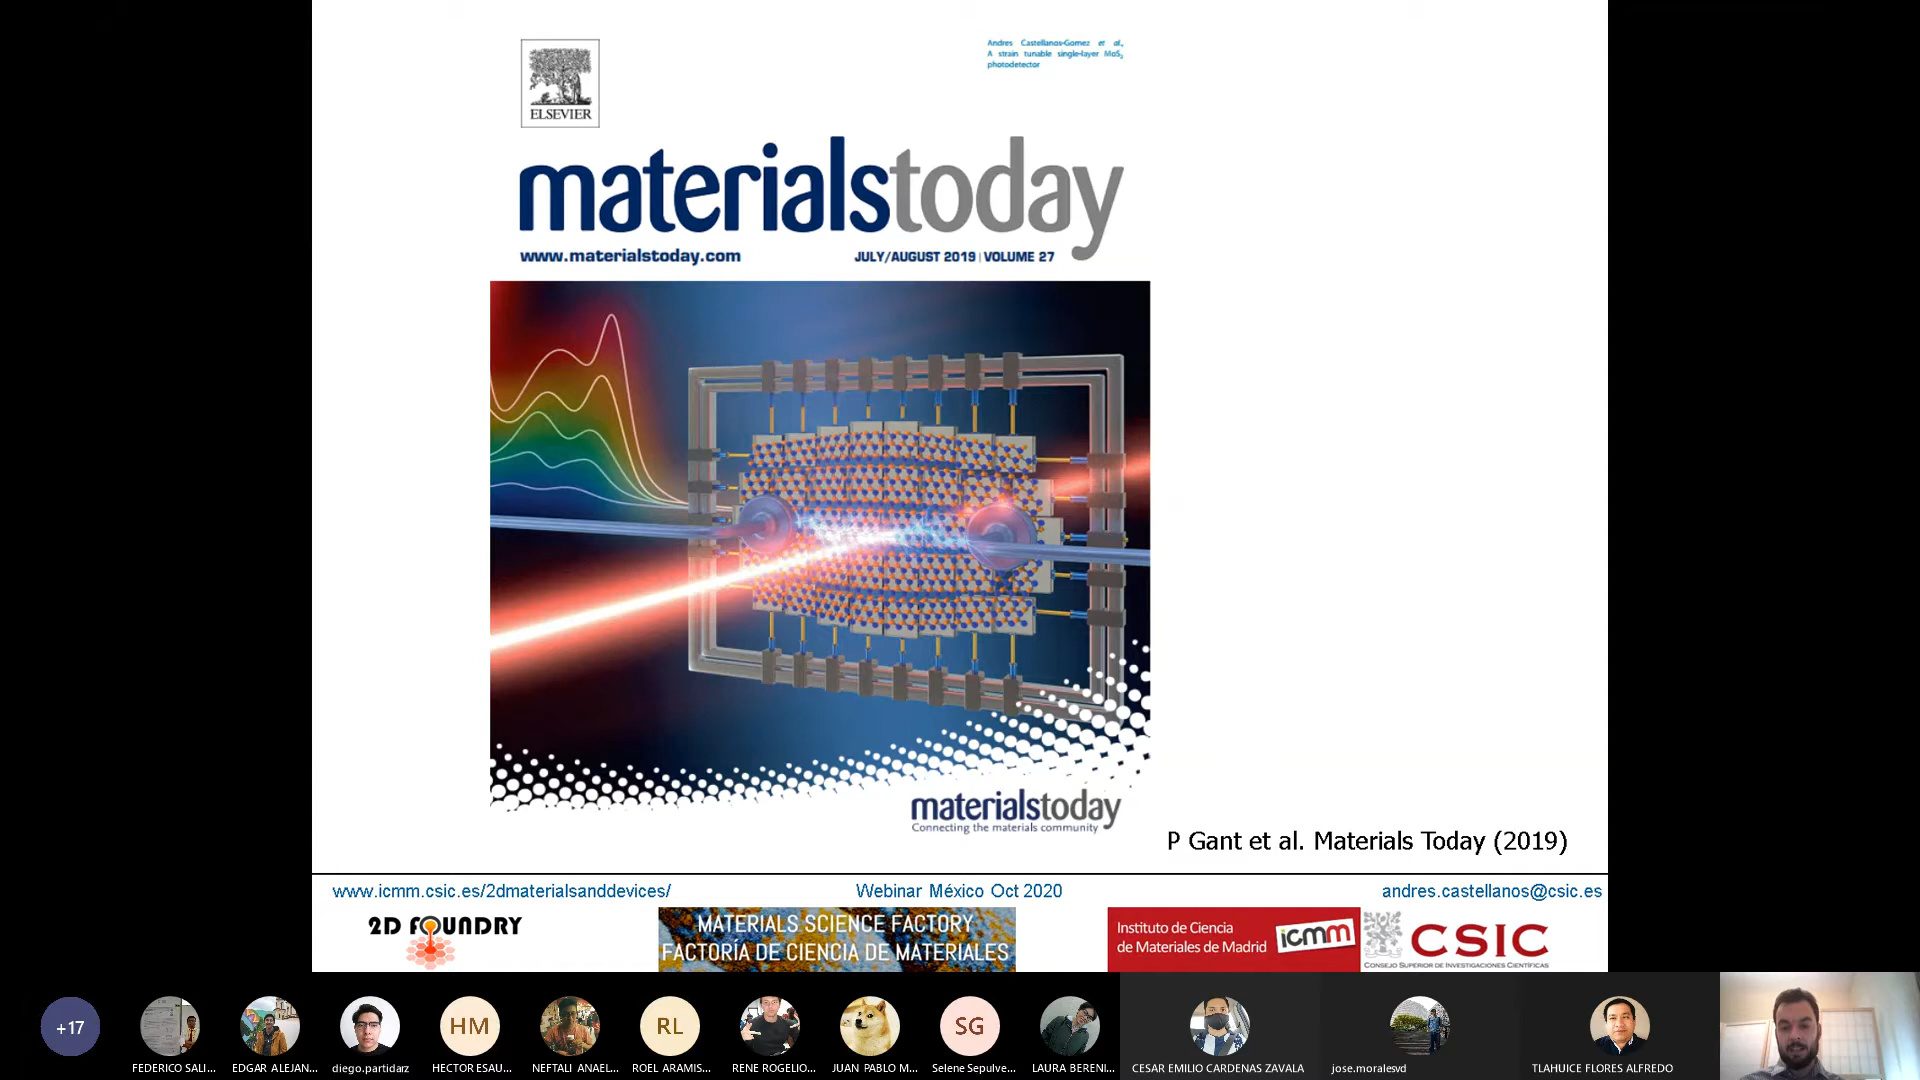 Andres Castellanos-Gomez et al.,
A strain tunable single-layer MoS₂
photodetector
ELSEVIER
materialstoday
www.materialstoday.com
JULY/AUGUST 2019 | VOLUME 27
materialstoday
Connecting the materials community
P Gant et al. Materials Today (2019)
www.icmm.csic.es/2dmaterialsanddevices/
Webinar México Oct 2020
andres.castellanos@csic.es
2D FOUNDRY
MATERIALS SCIENCE FACTORY
FACTORÍA DE CIENCIA DE MATERIALES
Instituto de Ciencia
de Materiales de Madrid
icmm
CSIC
CONSEJO SUPERIOR DE INVESTIGACIONES CIENTÍFICAS
+17
HM
RL
SG
FEDERICO SALI...
EDGAR ALEJAN...
diego.partidarz
HECTOR ESAU...
NEFTALI ANAEL...
ROEL ARAMIS...
RENE ROGELIO...
JUAN PABLO M...
Selene Sepulve...
LAURA BERENI...
CESAR EMILIO CARDENAS ZAVALA
jose.moralesvd
TLAHUICE FLORES ALFREDO